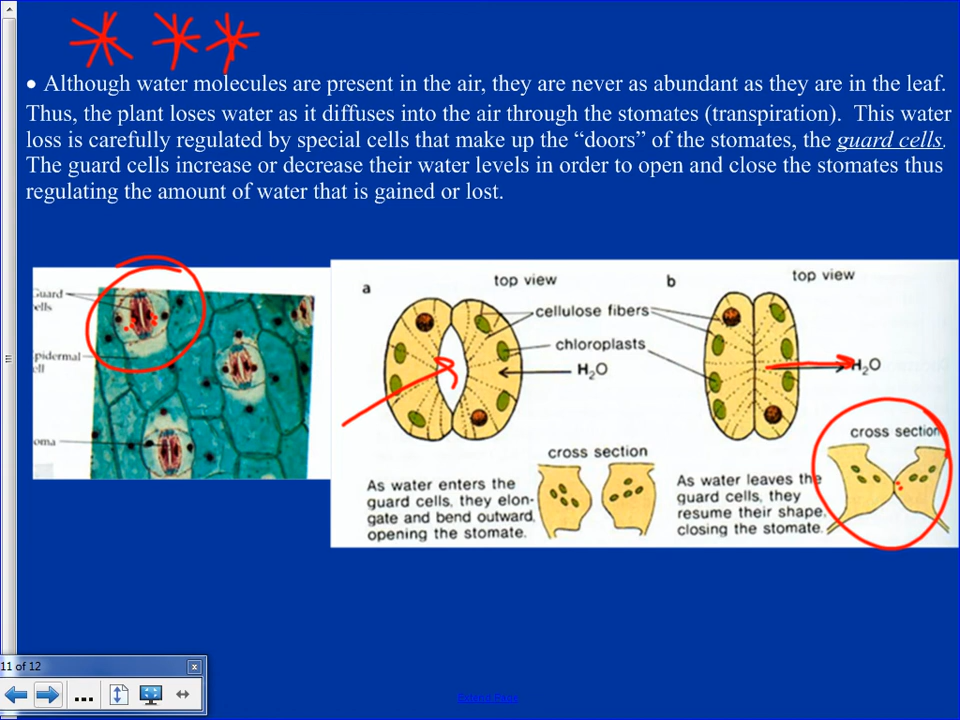 • Although water molecules are present in the air, they are never as abundant as they are in the leaf.
Thus, the plant loses water as it diffuses into the air through the stomates (transpiration).  This water
loss is carefully regulated by special cells that make up the “doors” of the stomates, the guard cells.
The guard cells increase or decrease their water levels in order to open and close the stomates thus
regulating the amount of water that is gained or lost.
Guard
ells
pidermal
ell
oma
a
top view
cellulose fibers
chloroplasts
H₂O
cross section
As water enters the
guard cells, they elon-
gate and bend outward,
opening the stomate.
b
top view
H₂O
cross section
As water leaves the
guard cells, they
resume their shape,
closing the stomate.
11 of 12
Extend Page